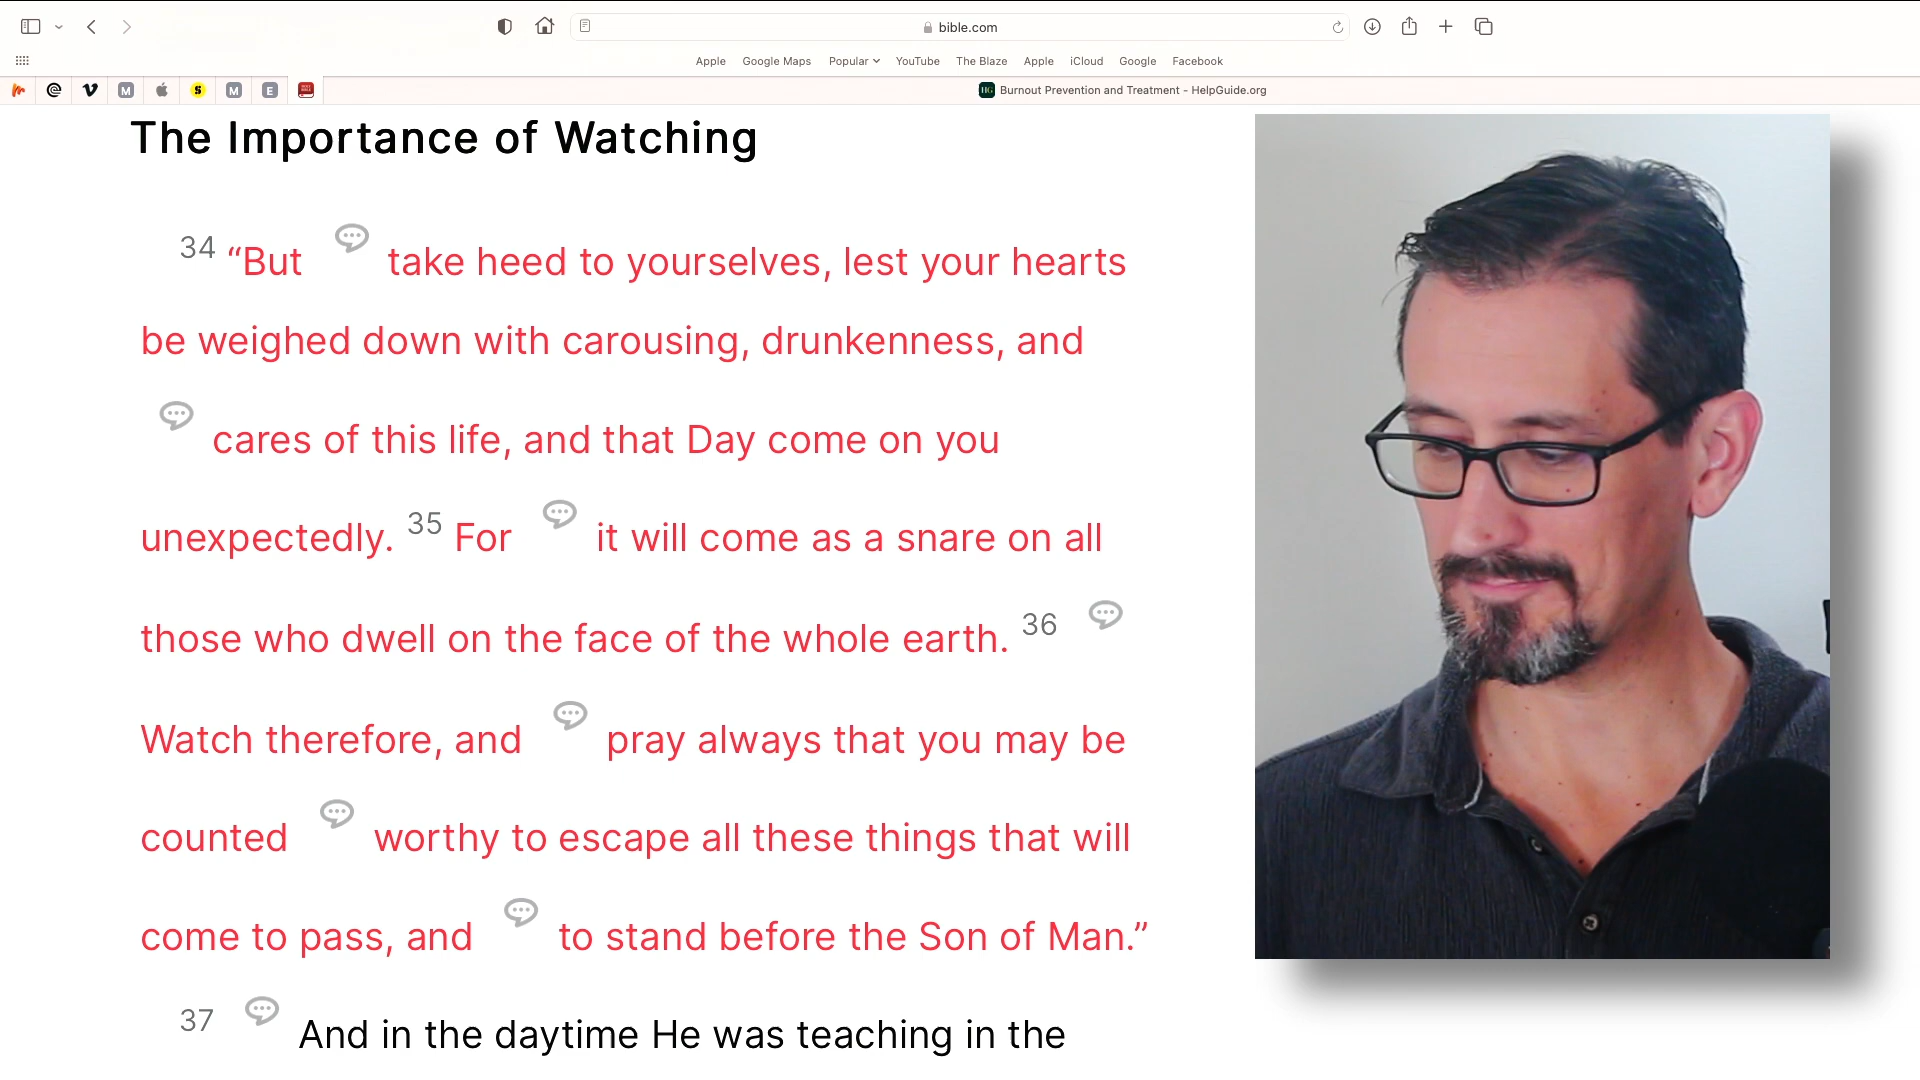 bible.com
Apple Google Maps Popular YouTube The Blaze Apple iCloud Google Facebook
M S M E HG Burnout Prevention and Treatment - HelpGuide.org
The Importance of Watching
34 “But take heed to yourselves, lest your hearts
be weighed down with carousing, drunkenness, and
cares of this life, and that Day come on you
unexpectedly. 35 For it will come as a snare on all
those who dwell on the face of the whole earth. 36
Watch therefore, and pray always that you may be
counted worthy to escape all these things that will
come to pass, and to stand before the Son of Man.”
37 And in the daytime He was teaching in the